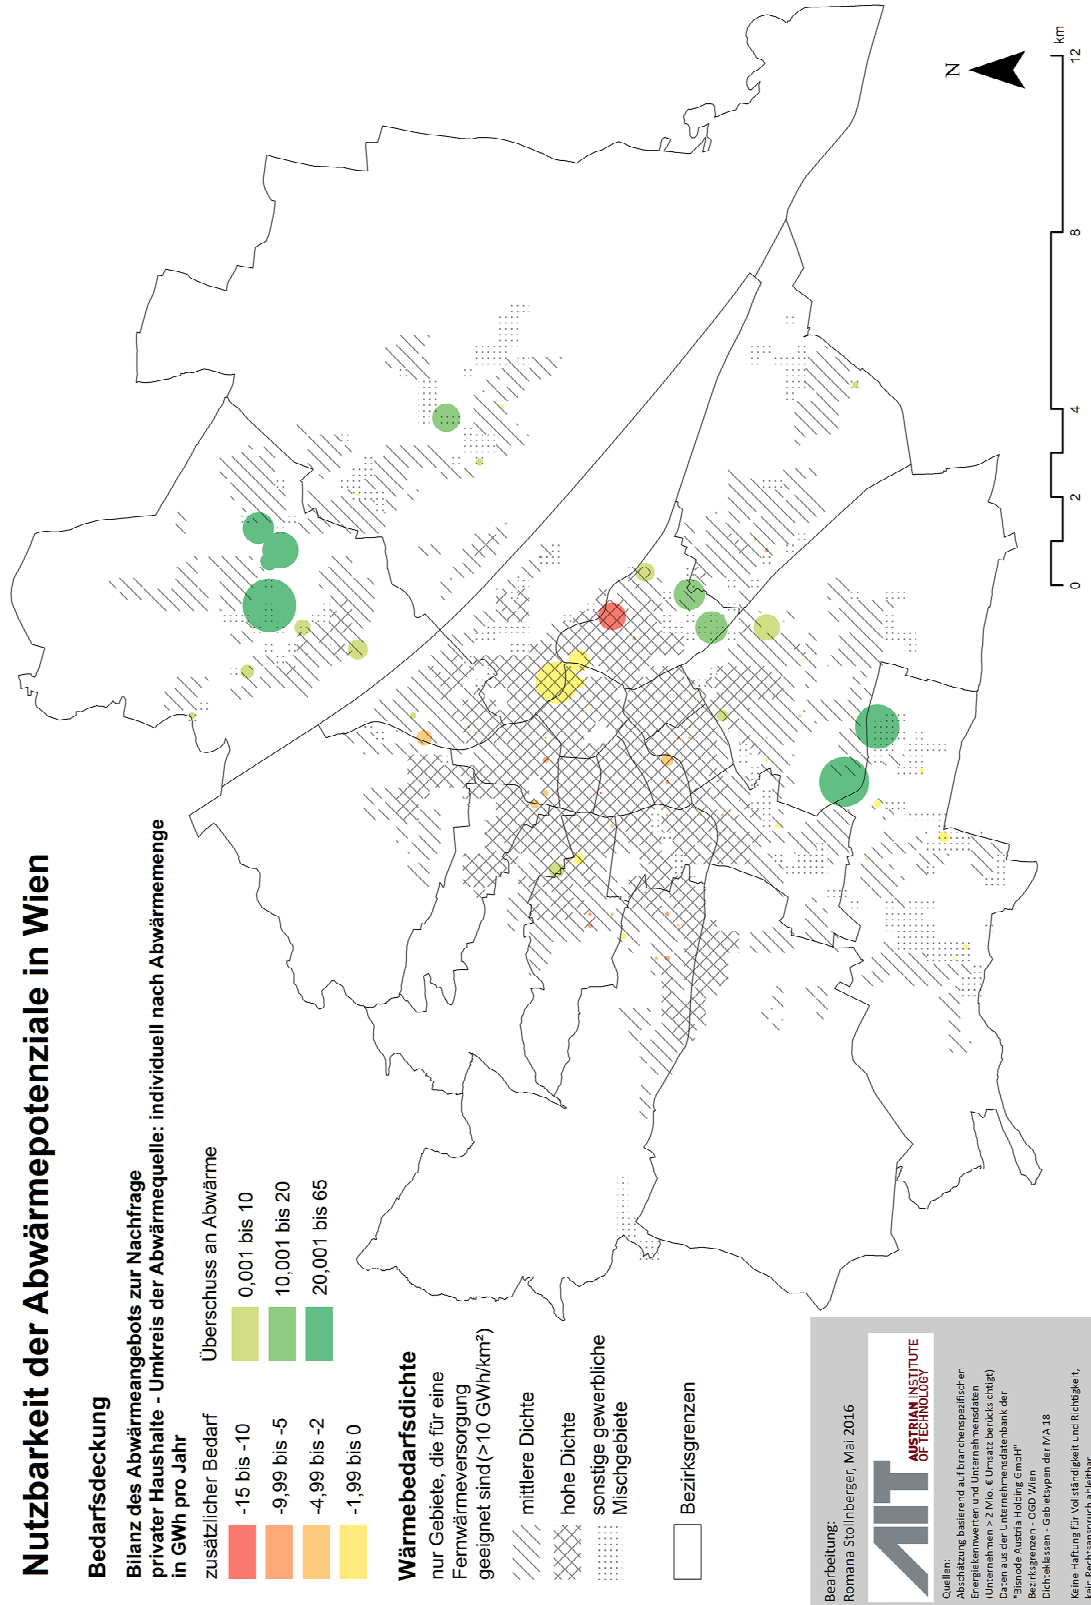 Nutzbarkeit der Abwärmepotenziale in Wien
Bedarfsdeckung
Bilanz des Abwärmeangebots zur Nachfrage
privater Haushalte - Umkreis der Abwärmequelle: individuell nach Abwärmemenge
in GWh pro Jahr
zusätzlicher Bedarf
-15 bis -10
-9,99 bis -5
-4,99 bis -2
-1,99 bis 0
Überschuss an Abwärme
0,001 bis 10
10,001 bis 20
20,001 bis 65
Wärmebedarfsdichte
nur Gebiete, die für eine
Fernwärmeversorgung
geeignet sind(>10 GWh/km²)
mittlere Dichte
hohe Dichte
sonstige gewerbliche
Mischgebiete
Bezirksgrenzen
Bearbeitung:
Romana Stollnberger, Mai 2016
AIT
AUSTRIAN INSTITUTE
OF TECHNOLOGY
Quellen:
Abschätzung basierend auf branchenspezifischen
Energiekennwerten und Unternehmensdaten
(Unternehmen > 2 Mio. € Umsatz berücksichtigt)
Daten aus der Unternehmensdatenbank der
"Bisnode Austria Holding GmbH"
Bezirksgrenzen - OGD Wien
Dichteklassen - Gebietstypen der MA 18
Keine Haftung für Vollständigkeit und Richtigkeit,
kein Rechtsanspruch ableitbar
N
0 2 4 8 12
km